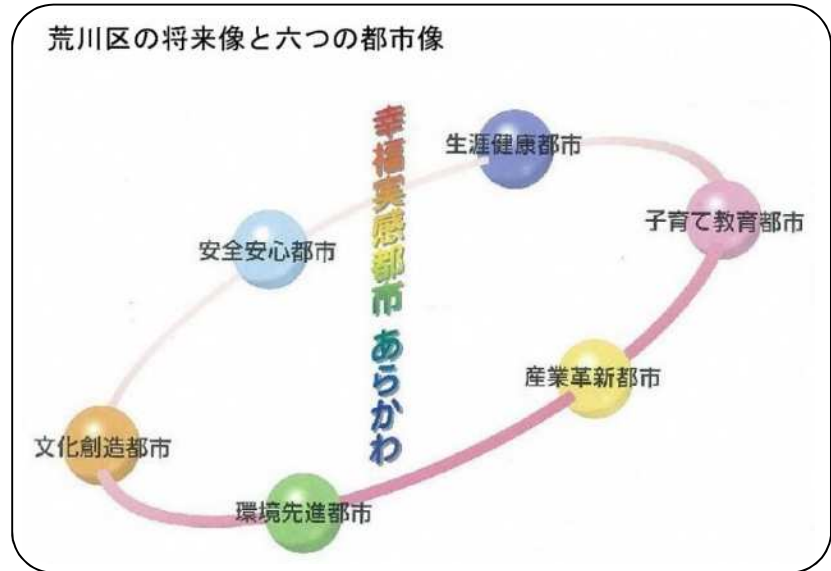 荒川区の将来像と六つの都市像
幸福実感都市 あらかわ
生涯健康都市
子育て教育都市
安全安心都市
産業革新都市
文化創造都市
環境先進都市